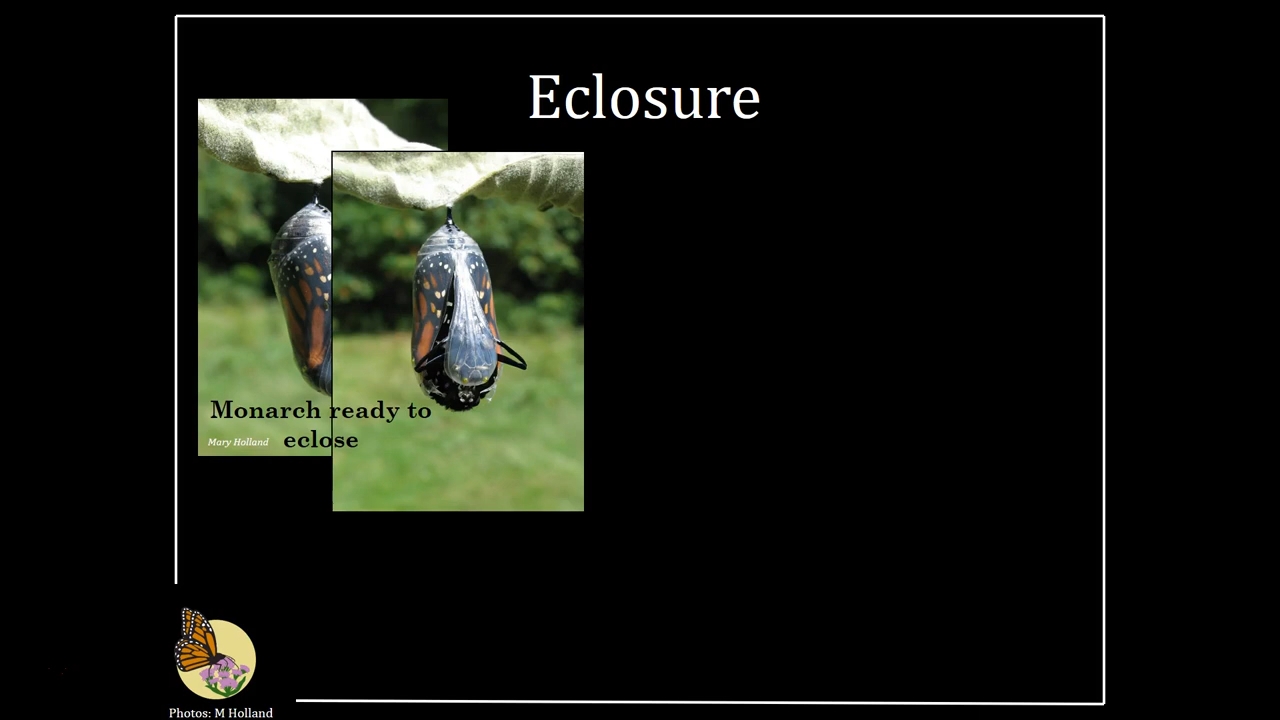 Eclosure
Monarch ready to
eclose
Mary Holland
Photos: M Holland